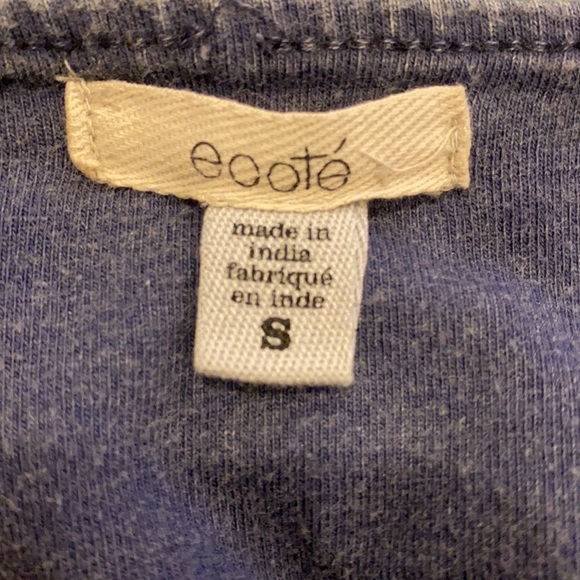 ecoté
made in
india
fabriqué
en inde
S